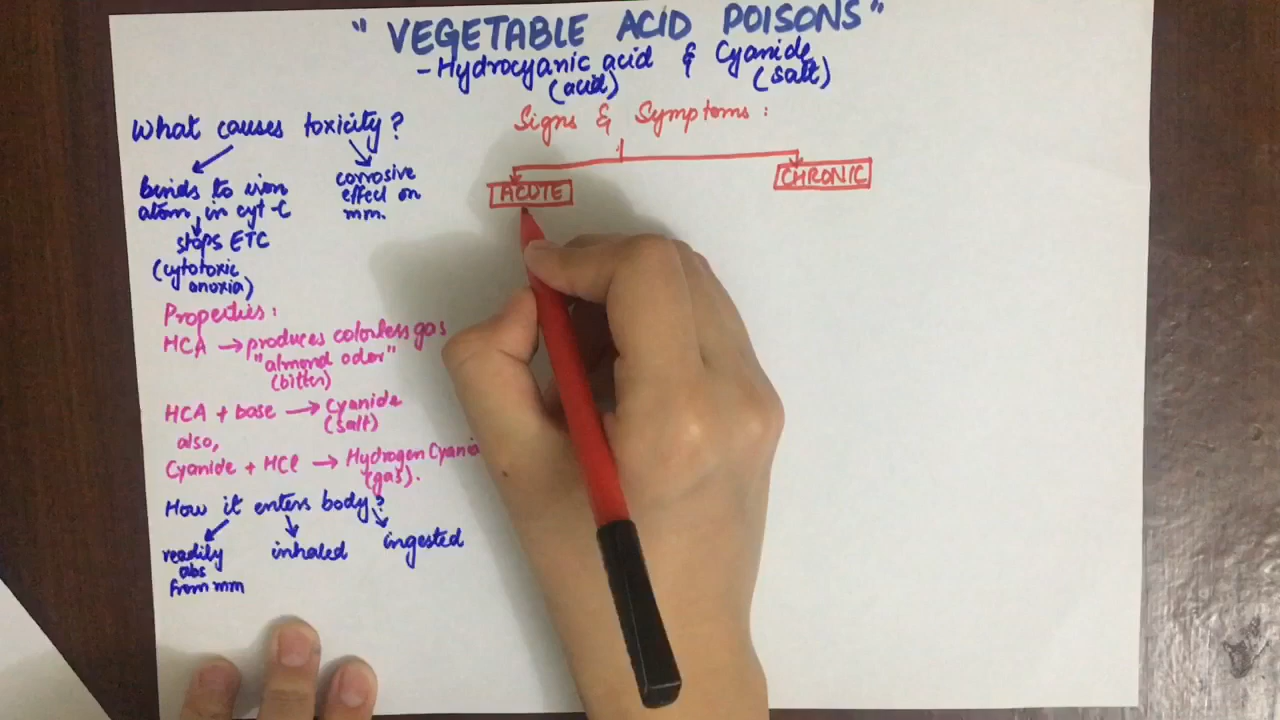 "VEGETABLE ACID POISONS"
- Hydrocyanic acid & Cyanide
(acid) (salt)
What causes toxicity?
binds to iron
atom in cyt-C
stops ETC
(cytotoxic
anoxia)
corrosive
effect on
mm.
Properties:
HCA → produces colorless gas
"almond odor"
(bitter)
HCA + base → Cyanide
(salt)
also,
Cyanide + HCl → Hydrogen
(gas).
How it enters body?
readily
abs
from mm
inhaled
ingested
Signs & Symptoms:
ACUTE
CHRONIC